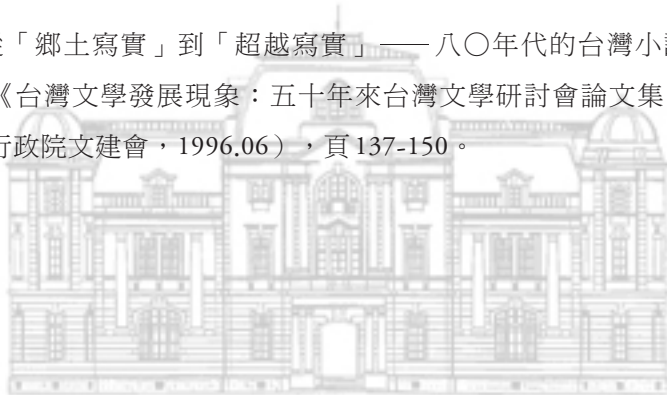 「鄉土寫實」到「超越寫實」── 八〇年代的台灣小
《台灣文學發展現象：五十年來台灣文學研討會論文集
行政院文建會，1996.06），頁137-150。